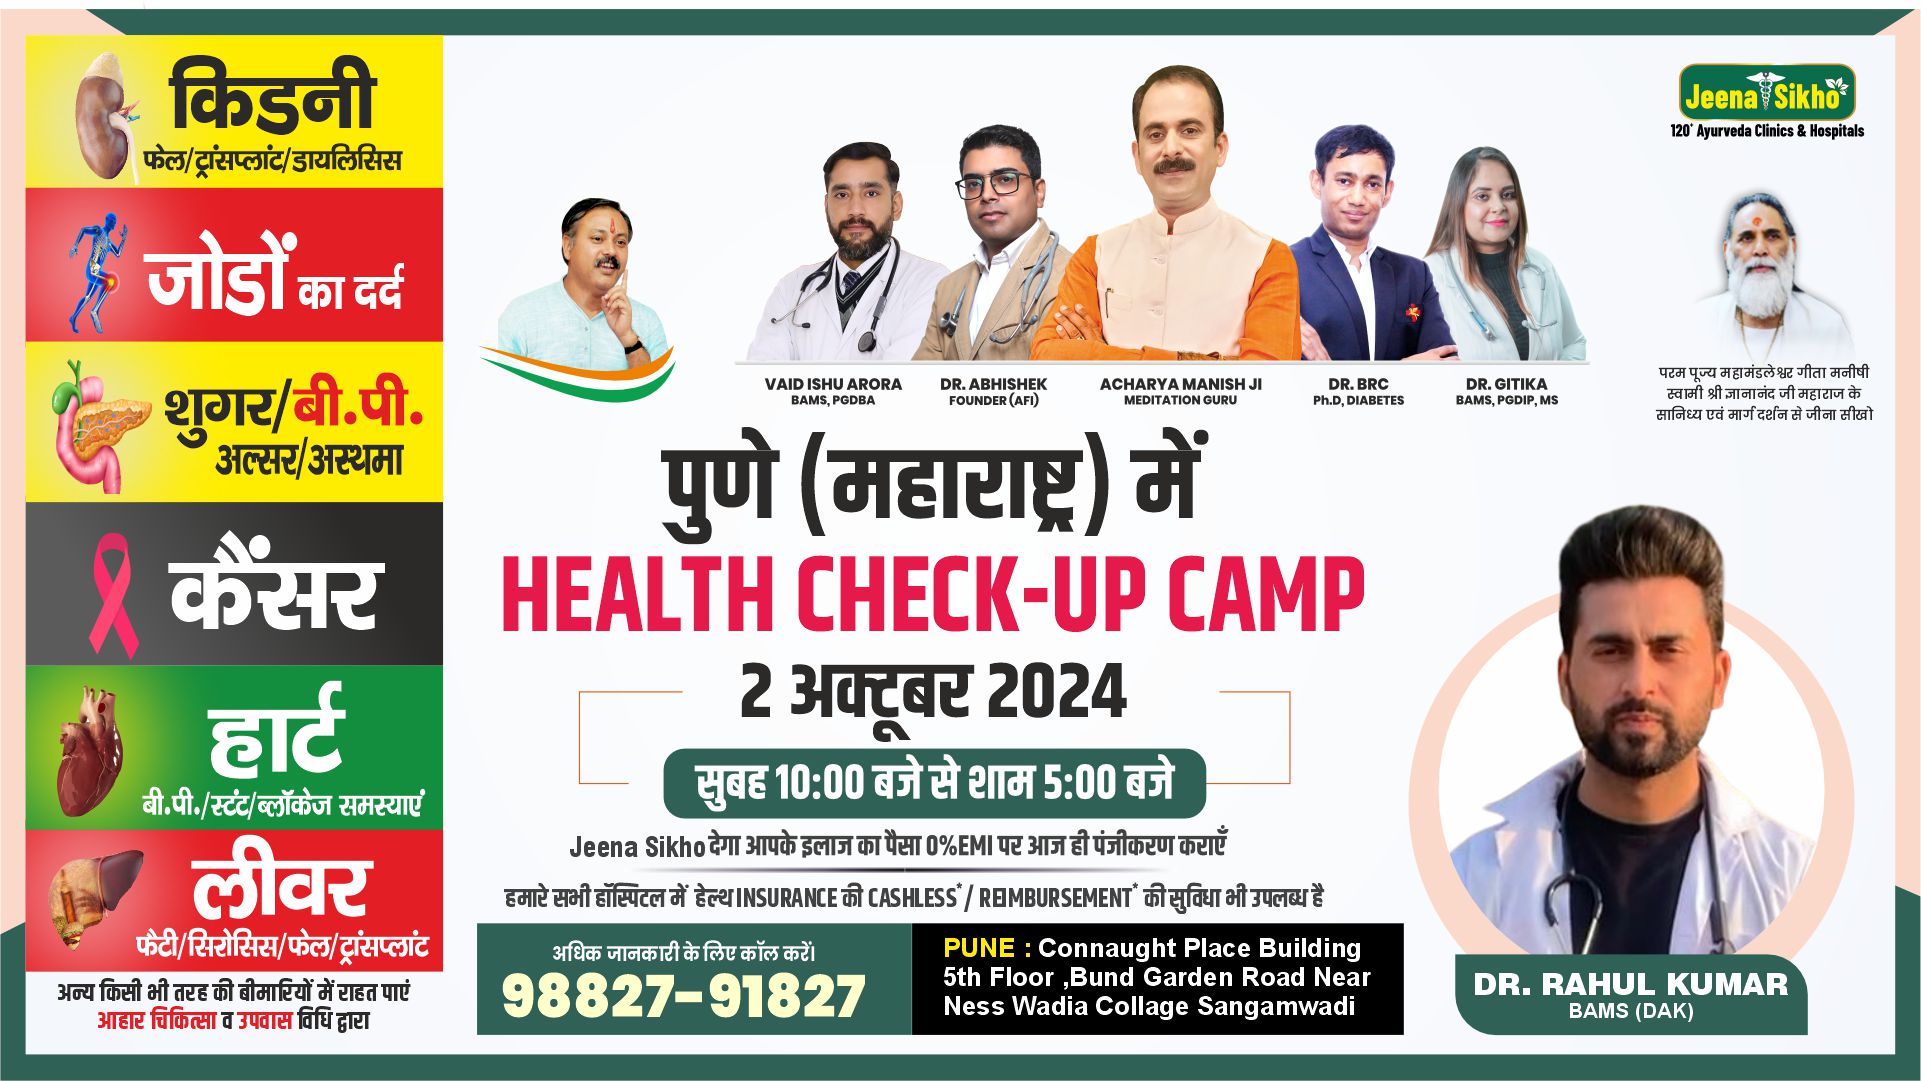 किडनी
फेल/ट्रांसप्लांट/डायलिसिस
जोडों का दर्द
शुगर/बी.पी.
अल्सर/अस्थमा
कैंसर
हार्ट
बी.पी./स्टंट/ब्लॉकेज समस्याएं
लीवर
फैटी/सिरोसिस/फेल/ट्रांसप्लांट
अन्य किसी भी तरह की बीमारियों में राहत पाएं
आहार चिकित्सा व उपवास विधि द्वारा
Jeena Sikho
120+ Ayurveda Clinics & Hospitals
VAID ISHU ARORA
BAMS, PGDBA
DR. ABHISHEK
FOUNDER (AFI)
ACHARYA MANISH JI
MEDITATION GURU
DR. BRC
Ph.D, DIABETES
DR. GITIKA
BAMS, PGDIP, MS
परम पूज्य महामंडलेश्वर गीता मनीषी
स्वामी श्री ज्ञानानंद जी महाराज के
सानिध्य एवं मार्ग दर्शन से जीना सीखो
पुणे (महाराष्ट्र) में
HEALTH CHECK-UP CAMP
2 अक्टूबर 2024
सुबह 10:00 बजे से शाम 5:00 बजे
Jeena Sikho देगा आपके इलाज का पैसा 0%EMI पर आज ही पंजीकरण कराएँ
हमारे सभी हॉस्पिटल में हेल्थ INSURANCE की CASHLESS*/ REIMBURSEMENT* की सुविधा भी उपलब्ध है
अधिक जानकारी के लिए कॉल करें।
98827-91827
PUNE : Connaught Place Building
5th Floor ,Bund Garden Road Near
Ness Wadia Collage Sangamwadi
DR. RAHUL KUMAR
BAMS (DAK)